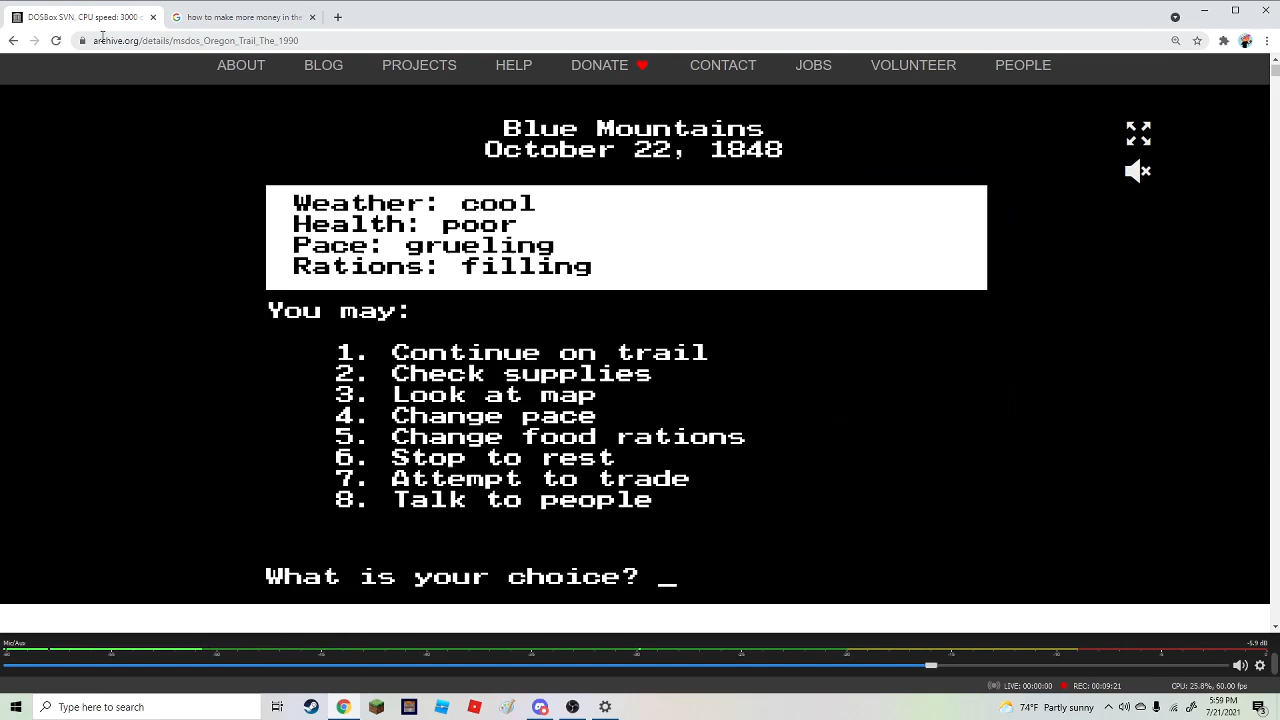 DOSBox SVN, CPU speed: 3000 c
how to make more money in the
archive.org/details/msdos_Oregon_Trail_The_1990
ABOUT BLOG PROJECTS HELP DONATE CONTACT JOBS VOLUNTEER PEOPLE
Blue Mountains
October 22, 1848
Weather: cool
Health: poor
Pace: grueling
Rations: filling
You may:
1. Continue on trail
2. Check supplies
3. Look at map
4. Change pace
5. Change food rations
6. Stop to rest
7. Attempt to trade
8. Talk to people
What is your choice? _
Mic/Aux -5.9 dB
LIVE: 00:00:00 REC: 00:09:21 CPU: 25.8%, 60.00 fps
Type here to search
74°F Partly sunny
5:59 PM
7/21/2021